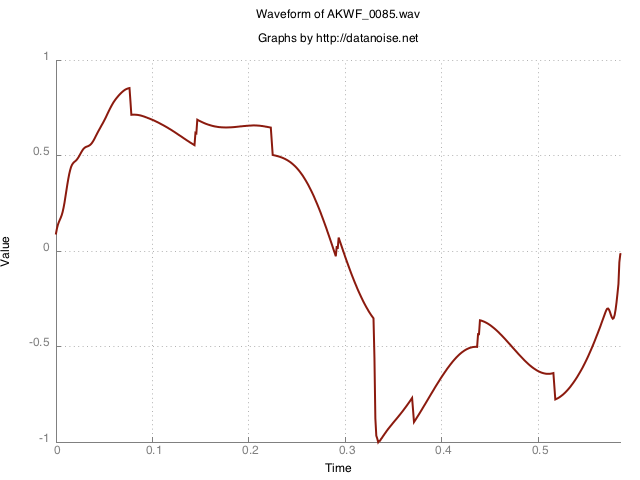 Waveform of AKWF_0085.wav
Graphs by http://datanoise.net
1
0.5
0
-0.5
-1
Value
0 0.1 0.2 0.3 0.4 0.5
Time